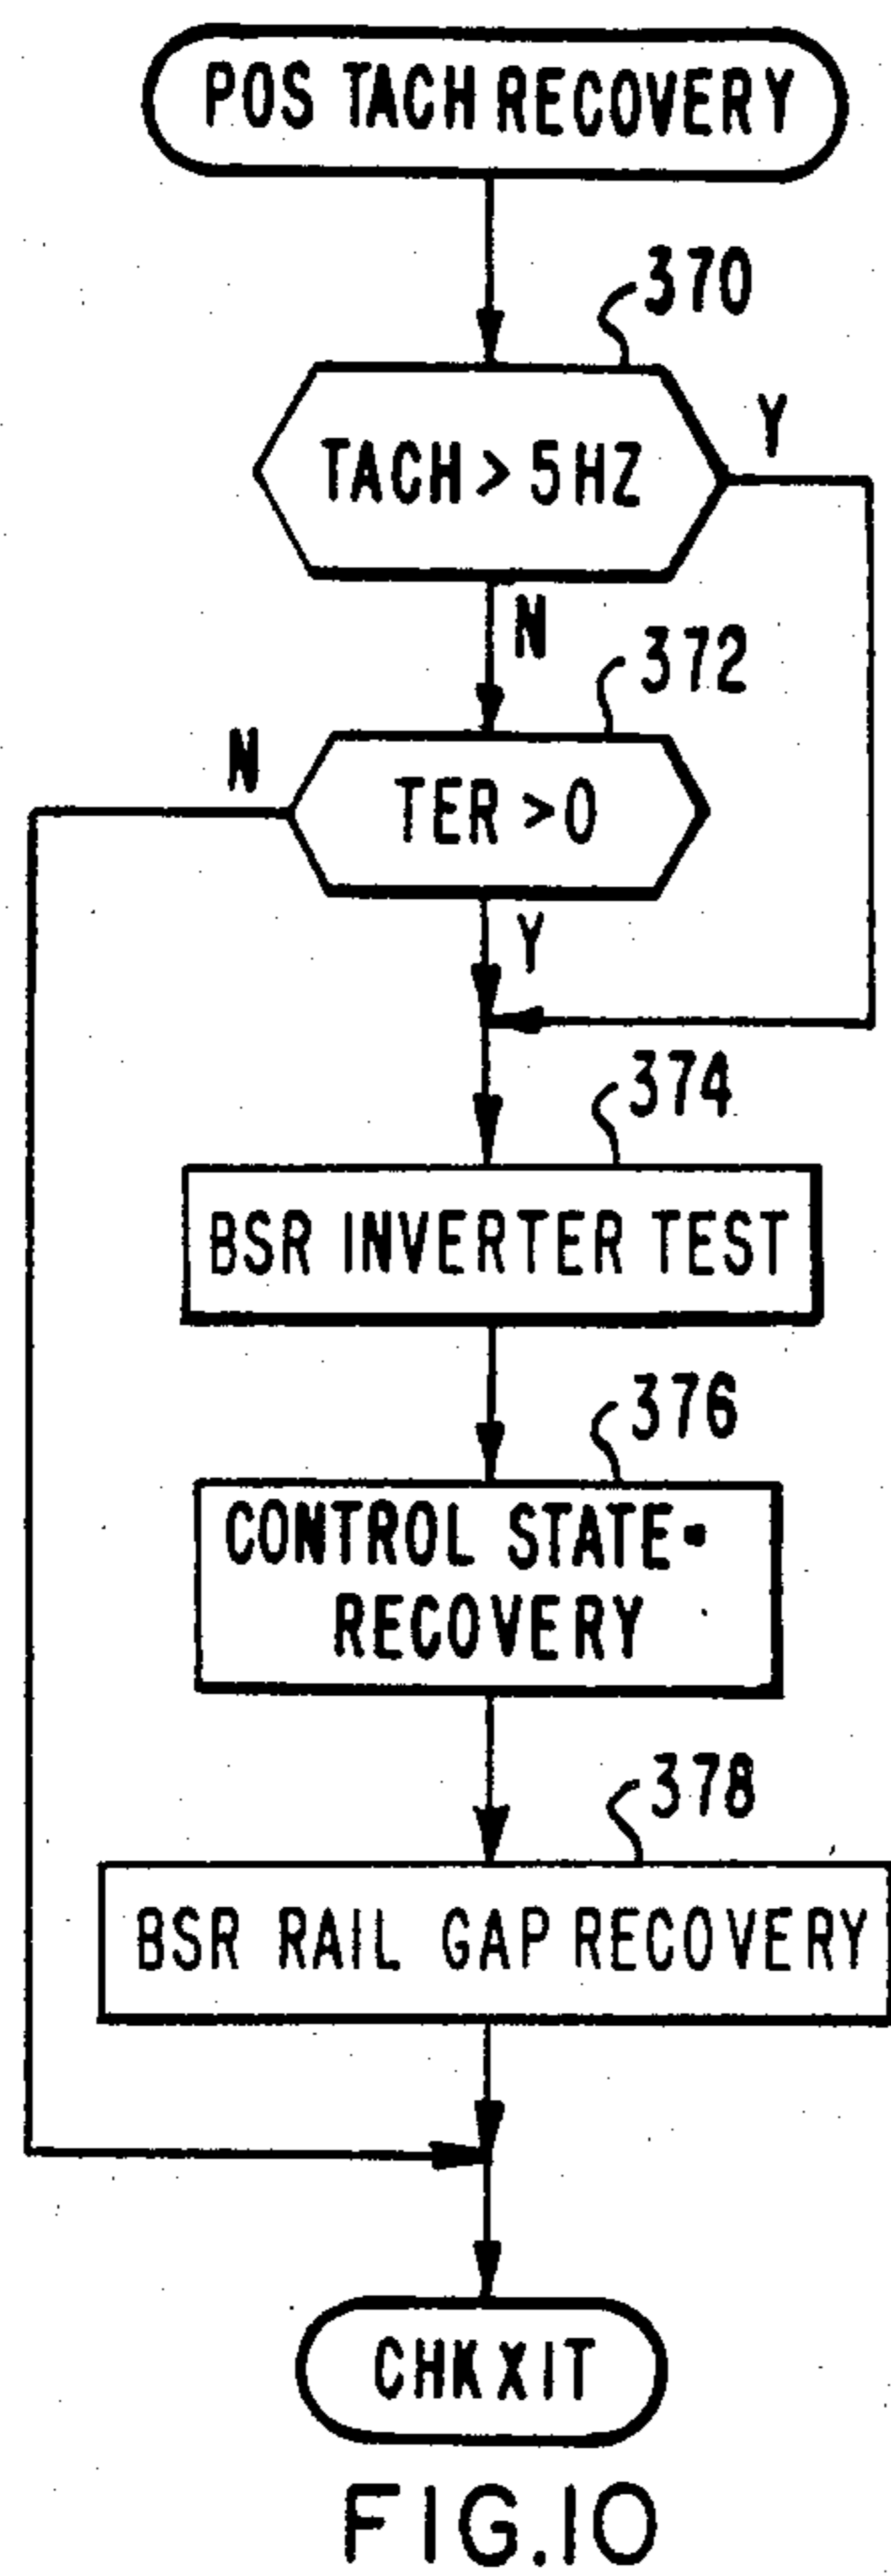 POS TACH RECOVERY
370
TACH > 5HZ
Y
N
372
N
TER >0
Y
374
BSR INVERTER TEST
376
CONTROL STATE=
RECOVERY
378
BSR RAIL GAP RECOVERY
CHKXIT
FIG.10